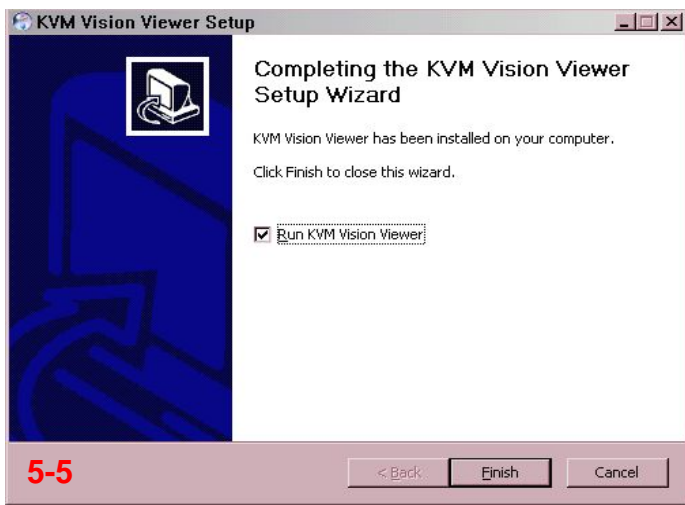 KVM Vision Viewer Setup
Completing the KVM Vision Viewer
Setup Wizard
KVM Vision Viewer has been installed on your computer.
Click Finish to close this wizard.
Run KVM Vision Viewer
5-5
< Back Finish Cancel